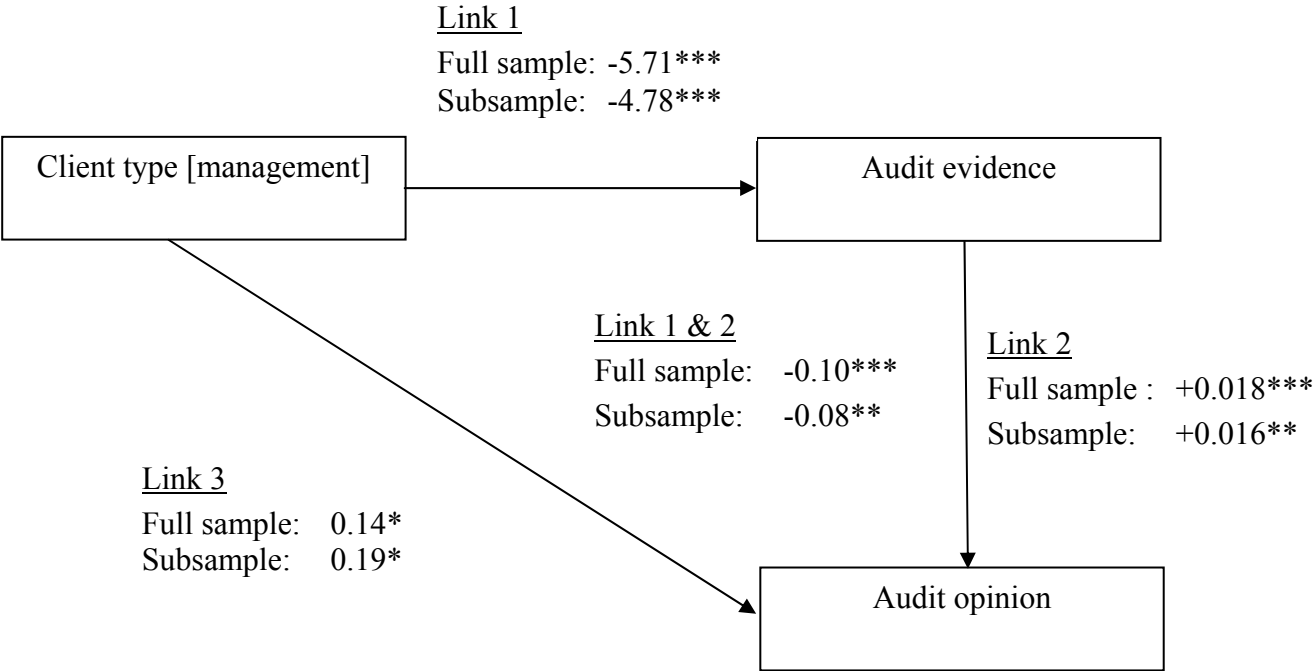 Link 1
Full sample: -5.71***
Subsample: -4.78***
Client type [management]
Audit evidence
Link 1 & 2
Full sample: -0.10***
Subsample: -0.08**
Link 2
Full sample : +0.018***
Subsample: +0.016**
Link 3
Full sample: 0.14*
Subsample: 0.19*
Audit opinion